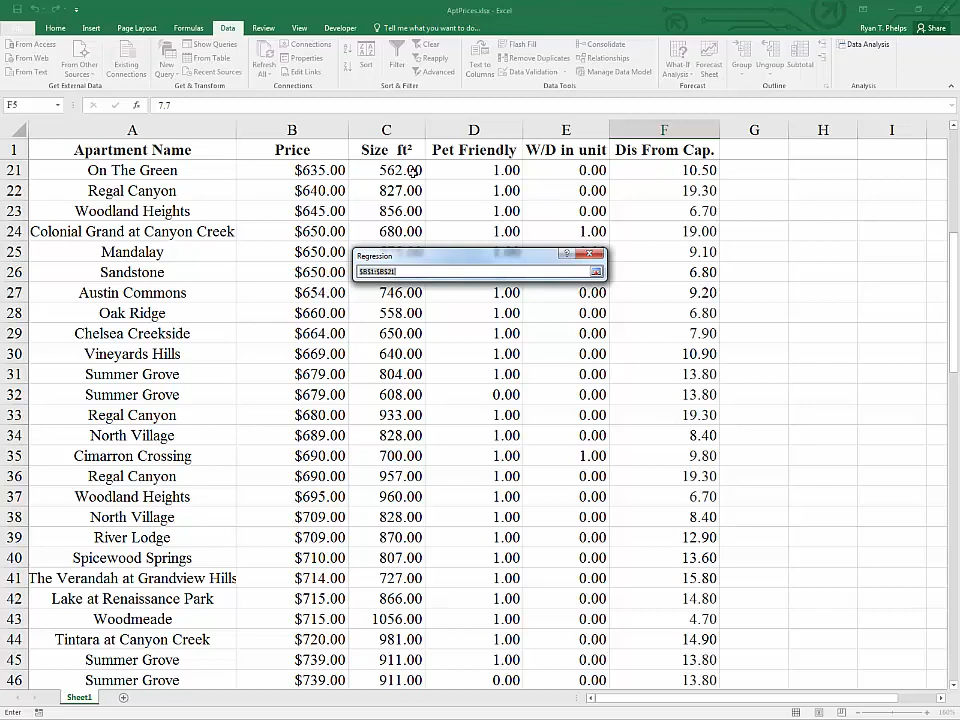 AptPrices.xlsx - Excel
File Home Insert Page Layout Formulas Data Review View Developer Tell me what you want to do... Ryan T. Phelps Share
From Access From Web From Text From Other Sources Existing Connections Get External Data
New Query Show Queries From Table Recent Sources Get & Transform
Refresh All Connections Properties Edit Links Connections
Sort Filter Clear Reapply Advanced Sort & Filter
Text to Columns Flash Fill Remove Duplicates Data Validation Consolidate Relationships Manage Data Model Data Tools
What-If Analysis Forecast Sheet Forecast
Group Ungroup Subtotal Outline
Data Analysis Analysis
F5 fx 7.7
A B C D E F G H I
1 Apartment Name Price Size ft² Pet Friendly W/D in unit Dis From Cap.
21 On The Green $635.00 562.00 1.00 0.00 10.50
22 Regal Canyon $640.00 827.00 1.00 0.00 19.30
23 Woodland Heights $645.00 856.00 1.00 0.00 6.70
24 Colonial Grand at Canyon Creek $650.00 680.00 1.00 1.00 19.00
25 Mandalay $650.00 9.10
Regression
$B$1:$B$21
26 Sandstone $650.00 6.80
27 Austin Commons $654.00 746.00 1.00 0.00 9.20
28 Oak Ridge $660.00 558.00 1.00 0.00 6.80
29 Chelsea Creekside $664.00 650.00 1.00 0.00 7.90
30 Vineyards Hills $669.00 640.00 1.00 0.00 10.90
31 Summer Grove $679.00 804.00 1.00 0.00 13.80
32 Summer Grove $679.00 608.00 0.00 0.00 13.80
33 Regal Canyon $680.00 933.00 1.00 0.00 19.30
34 North Village $689.00 828.00 1.00 0.00 8.40
35 Cimarron Crossing $690.00 700.00 1.00 1.00 9.80
36 Regal Canyon $690.00 957.00 1.00 0.00 19.30
37 Woodland Heights $695.00 960.00 1.00 0.00 6.70
38 North Village $709.00 828.00 1.00 0.00 8.40
39 River Lodge $709.00 870.00 1.00 0.00 12.90
40 Spicewood Springs $710.00 807.00 1.00 0.00 13.60
41 The Verandah at Grandview Hills $714.00 727.00 1.00 0.00 15.80
42 Lake at Renaissance Park $715.00 866.00 1.00 0.00 14.80
43 Woodmeade $715.00 1056.00 1.00 0.00 4.70
44 Tintara at Canyon Creek $720.00 981.00 1.00 0.00 14.90
45 Summer Grove $739.00 911.00 1.00 0.00 13.80
46 Summer Grove $739.00 911.00 0.00 0.00 13.80
Sheet1
Enter 160%